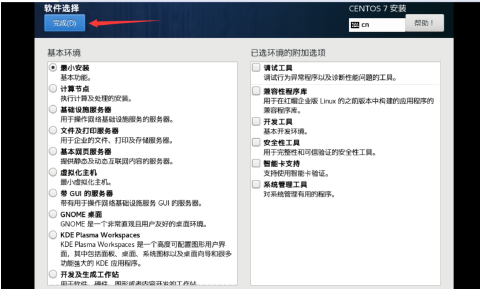 软件选择
CENTOS 7 安装
完成(D)
cn
帮助！
基本环境
已选环境的附加选项
最小安装
基本功能。
计算节点
执行计算及处理的安装。
基础设施服务器
用于操作网络基础设施服务的服务器。
文件及打印服务器
用于企业的文件、打印及存储服务器。
基本网页服务器
提供静态及动态互联网内容的服务器。
虚拟化主机
最小虚拟化主机。
带 GUI 的服务器
带有用于操作网络基础设施服务 GUI 的服务器。
GNOME 桌面
GNOME 是一个非常直观且用户友好的桌面环境。
KDE Plasma Workspaces
KDE Plasma Workspaces 是一个高度可配置图形用户界
面，其中包括面板、桌面、系统图标以及桌面向导和很多
功能强大的 KDE 应用程序。
开发及生成工作站
用于软件、硬件、图形或者内容开发的工作站。
调试工具
调试行为异常程序以及诊断性能问题的工具。
兼容性程序库
用于在红帽企业版 Linux 的之前版本中构建的应用程序的
兼容程序库。
开发工具
基本开发环境。
安全性工具
用于完整性和可信验证的安全性工具。
智能卡支持
支持使用智能卡验证。
系统管理工具
对系统管理有用的程序。